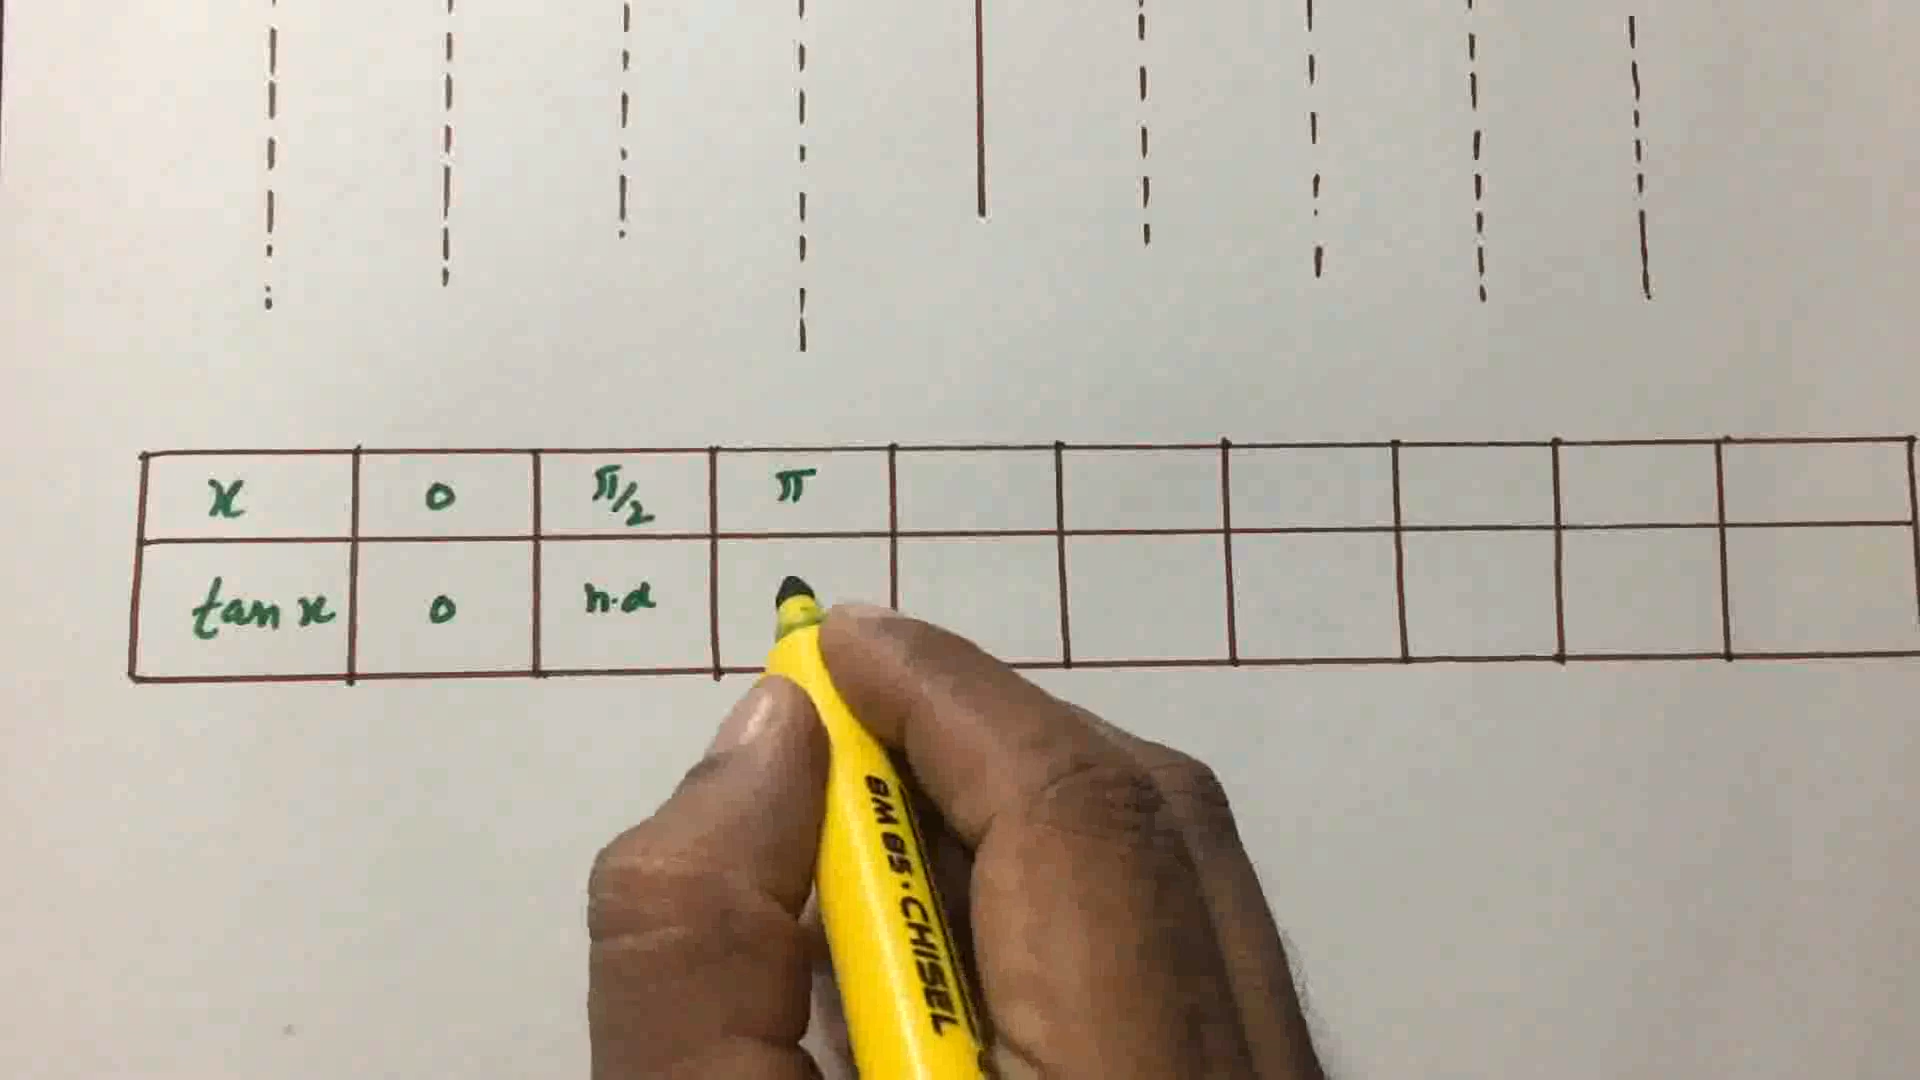 x 0 π/2 π
tan x 0 n.d
BM 85 • CHISEL